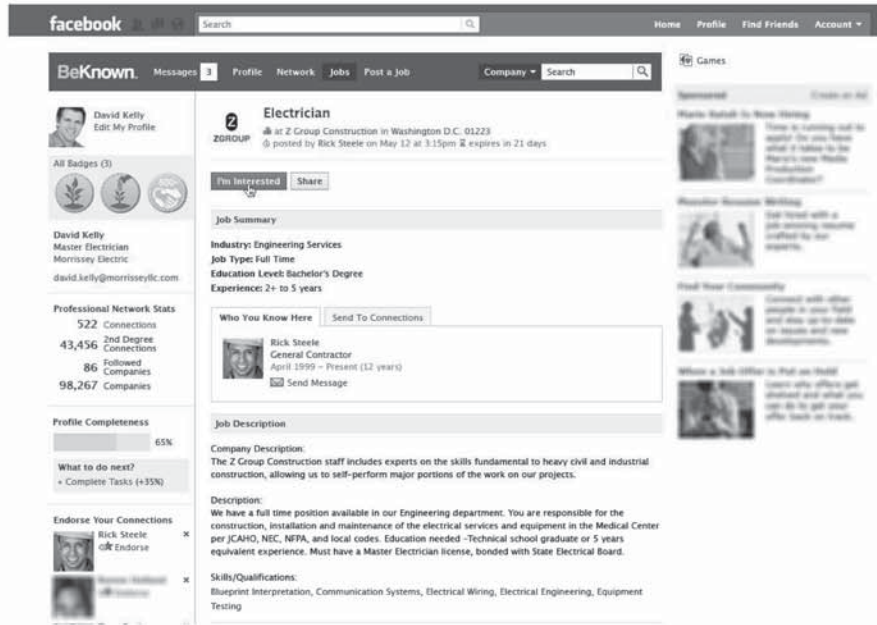 facebook
Search
Home Profile Find Friends Account
BeKnown. Messages 3 Profile Network Jobs Post a Job Company Search
Games
David Kelly
Edit My Profile
All Badges (3)
David Kelly
Master Electrician
Morrissey Electric
david.kelly@morrisseyllc.com
Professional Network Stats
522 Connections
43,456 2nd Degree Connections
86 Followed Companies
98,267 Companies
Profile Completeness
65%
What to do next?
• Complete Tasks (+35%)
Endorse Your Connections
Rick Steele
Endorse
Z
ZGROUP
Electrician
at Z Group Construction in Washington D.C. 01223
posted by Rick Steele on May 12 at 3:15pm expires in 21 days
I'm Interested Share
Job Summary
Industry: Engineering Services
Job Type: Full Time
Education Level: Bachelor's Degree
Experience: 2+ to 5 years
Who You Know Here Send To Connections
Rick Steele
General Contractor
April 1999 – Present (12 years)
Send Message
Job Description
Company Description:
The Z Group Construction staff includes experts on the skills fundamental to heavy civil and industrial
construction, allowing us to self-perform major portions of the work on our projects.
Description:
We have a full time position available in our Engineering department. You are responsible for the
construction, installation and maintenance of the electrical services and equipment in the Medical Center
per JCAHO, NEC, NFPA, and local codes. Education needed –Technical school graduate or 5 years
equivalent experience. Must have a Master Electrician license, bonded with State Electrical Board.
Skills/Qualifications:
Blueprint Interpretation, Communication Systems, Electrical Wiring, Electrical Engineering, Equipment
Testing
Sponsored Create an Ad